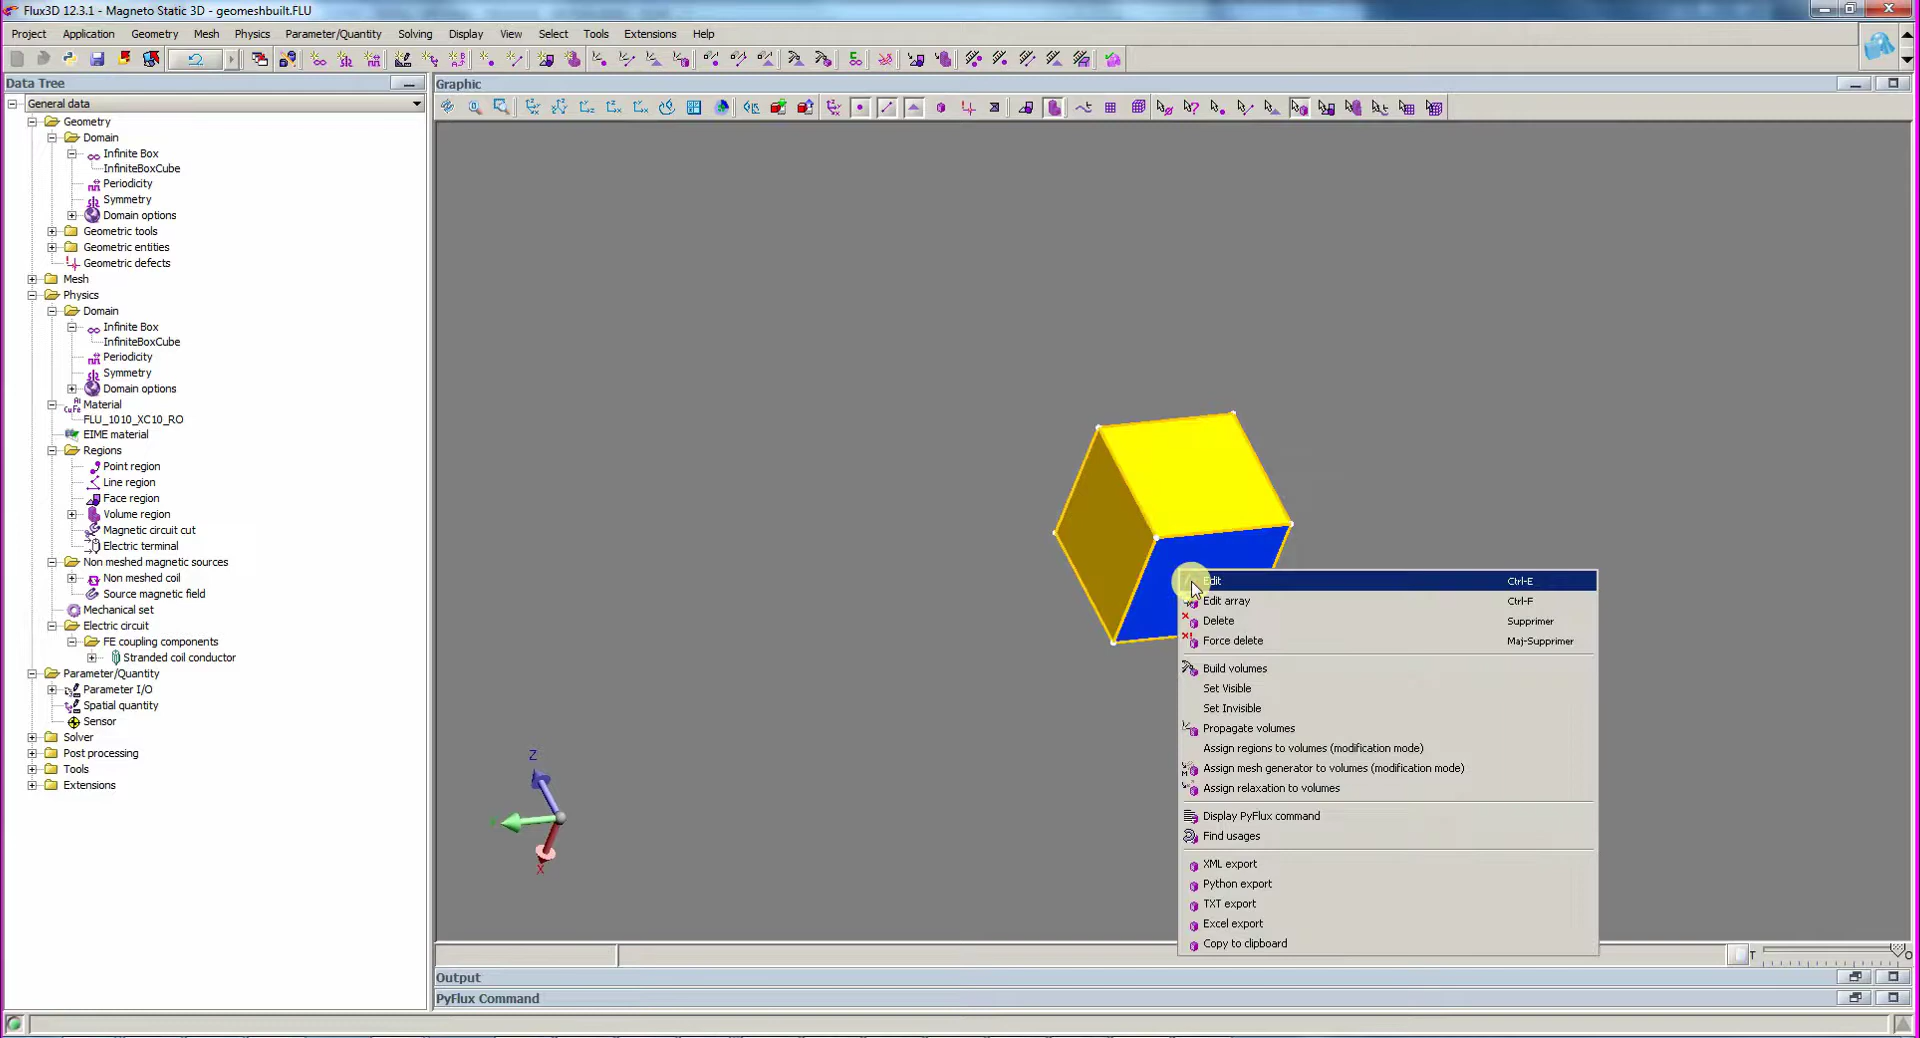 Flux3D 12.3.1 - Magneto Static 3D - geomeshbuilt.FLU
Project Application Geometry Mesh Physics Parameter/Quantity Solving Display View Select Tools Extensions Help
Data Tree
General data
Geometry
Domain
Infinite Box
InfiniteBoxCube
Periodicity
Symmetry
Domain options
Geometric tools
Geometric entities
Geometric defects
Mesh
Physics
Domain
Infinite Box
InfiniteBoxCube
Periodicity
Symmetry
Domain options
Material
FLU_1010_XC10_RO
EIME material
Regions
Point region
Line region
Face region
Volume region
Magnetic circuit cut
Electric terminal
Non meshed magnetic sources
Non meshed coil
Source magnetic field
Mechanical set
Electric circuit
FE coupling components
Stranded coil conductor
Parameter/Quantity
Parameter I/O
Spatial quantity
Sensor
Solver
Post processing
Tools
Extensions
Graphic
Z
X
Edit Ctrl-E
Edit array Ctrl-F
Delete Supprimer
Force delete Maj-Supprimer
Build volumes
Set Visible
Set Invisible
Propagate volumes
Assign regions to volumes (modification mode)
Assign mesh generator to volumes (modification mode)
Assign relaxation to volumes
Display PyFlux command
Find usages
XML export
Python export
TXT export
Excel export
Copy to clipboard
T O
Output
PyFlux Command